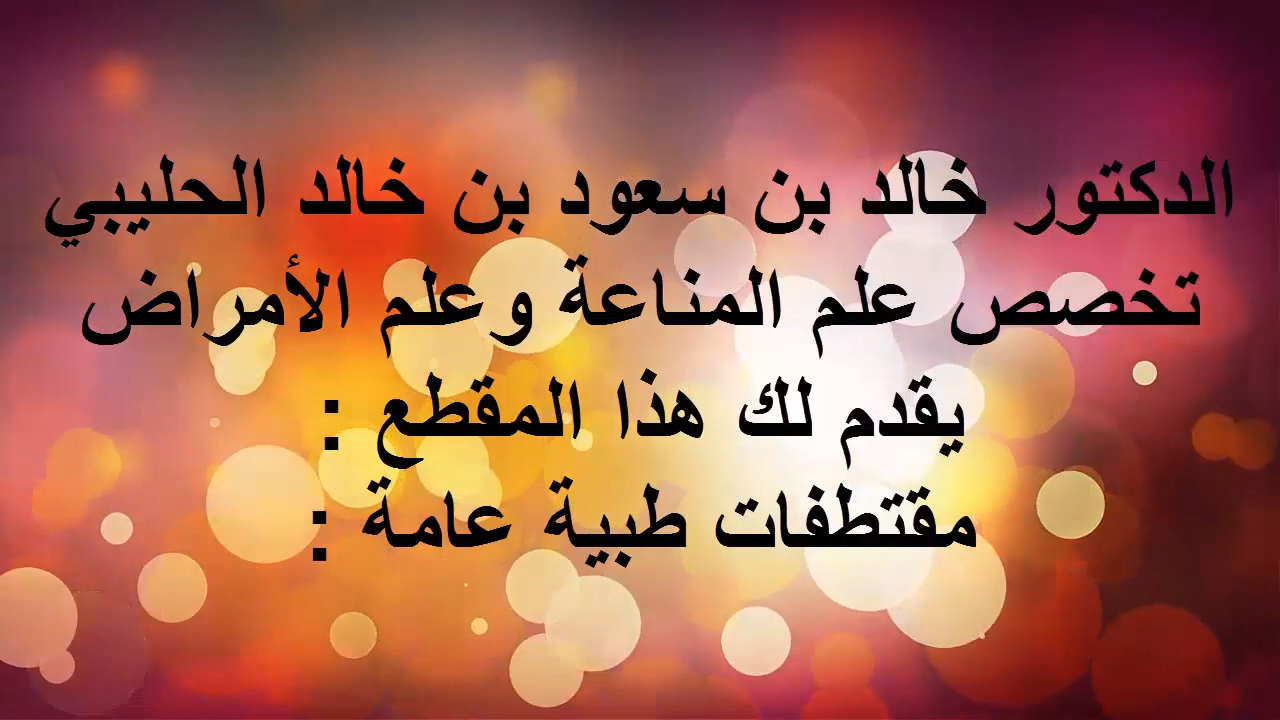 الدكتور خالد بن سعود بن خالد الحليبي
تخصص علم المناعة وعلم الأمراض
يقدم لك هذا المقطع :
مقتطفات طبية عامة :